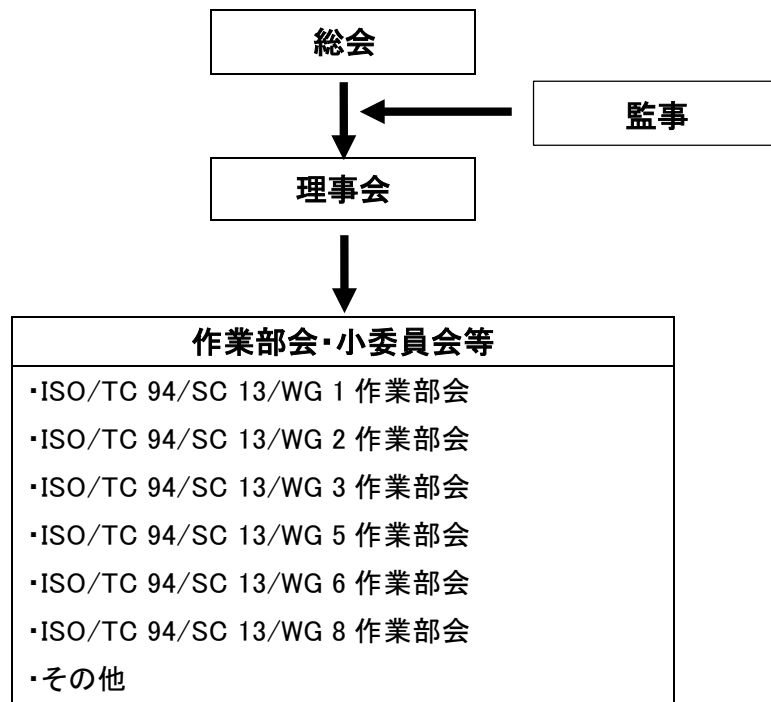 総会
監事
理事会
作業部会・小委員会等
・ISO/TC 94/SC 13/WG 1 作業部会
・ISO/TC 94/SC 13/WG 2 作業部会
・ISO/TC 94/SC 13/WG 3 作業部会
・ISO/TC 94/SC 13/WG 5 作業部会
・ISO/TC 94/SC 13/WG 6 作業部会
・ISO/TC 94/SC 13/WG 8 作業部会
・その他